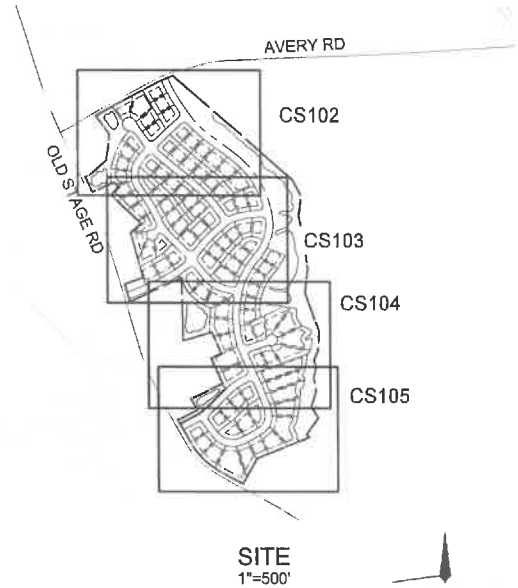 AVERY RD
CS102
OLD STAGE RD
CS103
CS104
CS105
SITE
1"=500'